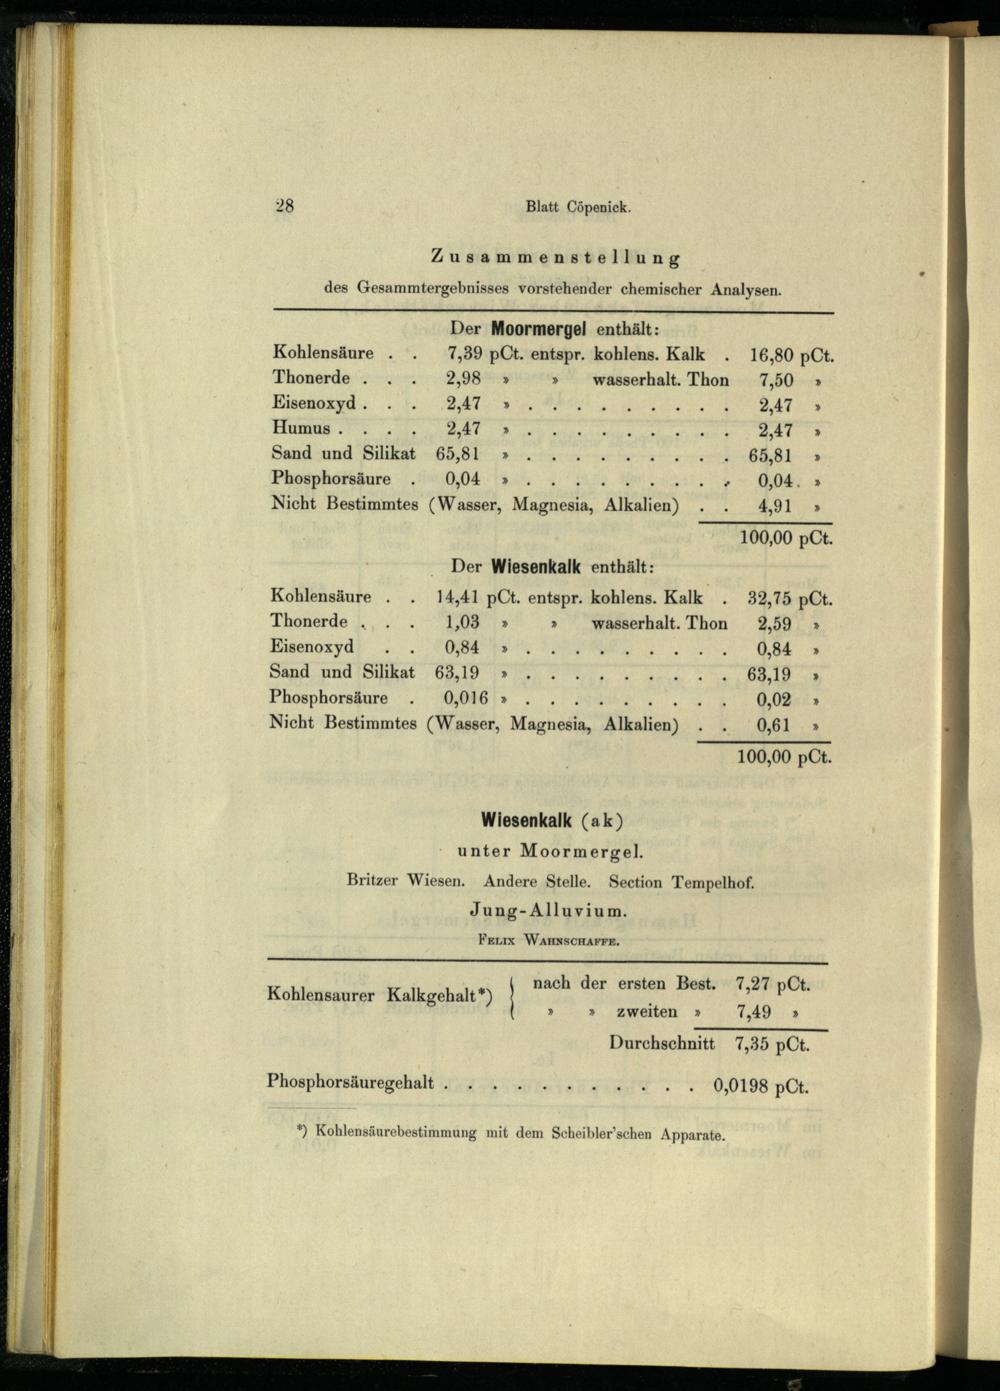 28 Blatt Cöpenick.
Zusammenstellung
des Gesammtergebnisses vorstehender chemischer Analysen.
Der Moormergel enthält:
Kohlensäure . . 7,39 pCt. entspr. kohlens. Kalk . 16,80 pCt.
Thonerde . . . 2,98 » » wasserhalt. Thon 7,50 »
Eisenoxyd . . . 2,47 » . . . . . . . . . 2,47 »
Humus . . . . 2,47 » . . . . . . . . . 2,47 »
Sand und Silikat 65,81 » . . . . . . . . . 65,81 »
Phosphorsäure . 0,04 » . . . . . . . . . 0,04 . »
Nicht Bestimmtes (Wasser, Magnesia, Alkalien) . . 4,91 »
100,00 pCt.
Der Wiesenkalk enthält:
Kohlensäure . . 14,41 pCt. entspr. kohlens. Kalk . 32,75 pCt.
Thonerde . . . 1,03 » » wasserhalt. Thon 2,59 »
Eisenoxyd . . 0,84 » . . . . . . . . . 0,84 »
Sand und Silikat 63,19 » . . . . . . . . . 63,19 »
Phosphorsäure . 0,016 » . . . . . . . . . 0,02 »
Nicht Bestimmtes (Wasser, Magnesia, Alkalien) . . 0,61 »
100,00 pCt.
Wiesenkalk (ak)
unter Moormergel.
Britzer Wiesen. Andere Stelle. Section Tempelhof.
Jung-Alluvium.
FELIX WAHNSCHAFFE.
Kohlensaurer Kalkgehalt*) { nach der ersten Best. 7,27 pCt.
» » zweiten » 7,49 »
Durchschnitt 7,35 pCt.
Phosphorsäuregehalt . . . . . . . . . . . 0,0198 pCt.
*) Kohlensäurebestimmung mit dem Scheibler'schen Apparate.